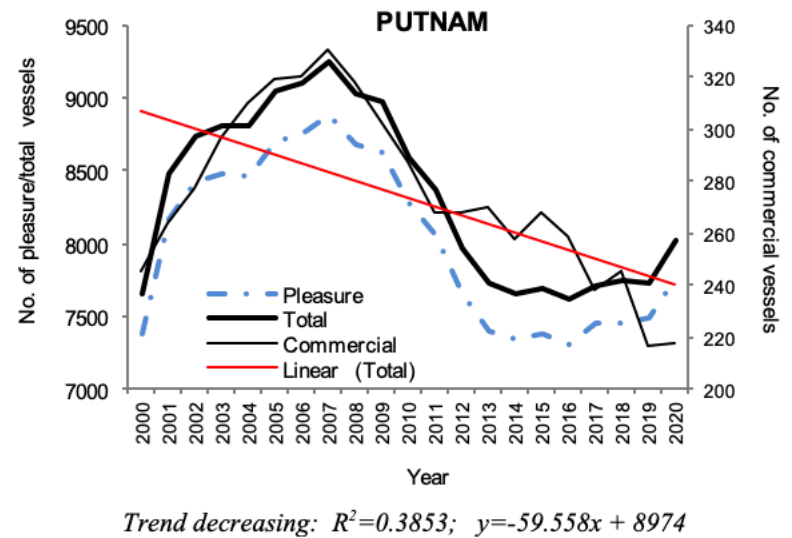 PUTNAM
9500
9000
8500
8000
7500
7000
No. of pleasure/total vessels
340
320
300
280
260
240
220
200
No. of commercial vessels
Pleasure
Total
Commercial
Linear (Total)
2000 2001 2002 2003 2004 2005 2006 2007 2008 2009 2010 2011 2012 2013 2014 2015 2016 2017 2018 2019 2020
Year
Trend decreasing: R²=0.3853; y=-59.558x + 8974